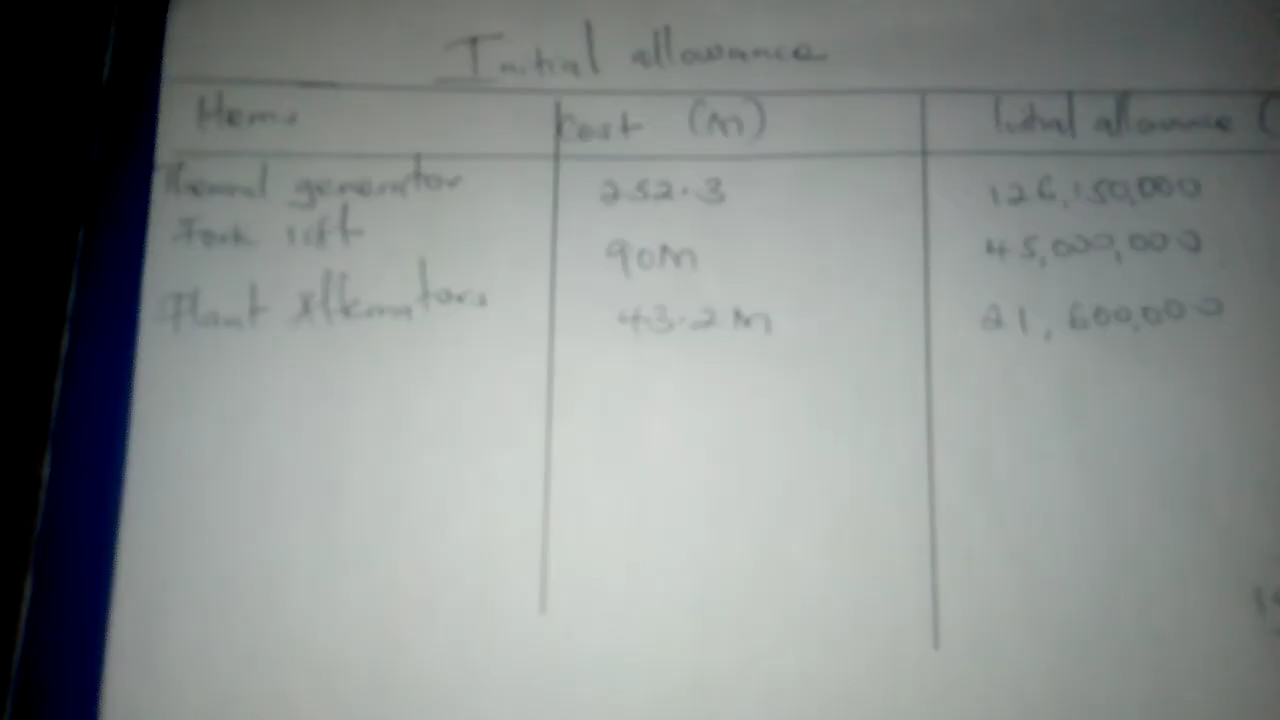 Initial allowance
Items Cost (M) Initial allowance (
Thermal generator 252.3 126,150,000
Fork lift 90M 45,000,000
Plant Alternators 43.2M 21,600,000